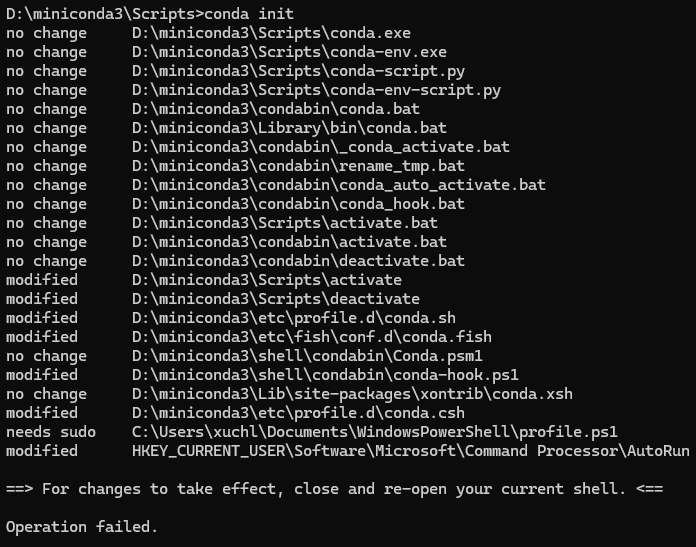 D:\miniconda3\Scripts>conda init
no change     D:\miniconda3\Scripts\conda.exe
no change     D:\miniconda3\Scripts\conda-env.exe
no change     D:\miniconda3\Scripts\conda-script.py
no change     D:\miniconda3\Scripts\conda-env-script.py
no change     D:\miniconda3\condabin\conda.bat
no change     D:\miniconda3\Library\bin\conda.bat
no change     D:\miniconda3\condabin\_conda_activate.bat
no change     D:\miniconda3\condabin\rename_tmp.bat
no change     D:\miniconda3\condabin\conda_auto_activate.bat
no change     D:\miniconda3\condabin\conda_hook.bat
no change     D:\miniconda3\Scripts\activate.bat
no change     D:\miniconda3\condabin\activate.bat
no change     D:\miniconda3\condabin\deactivate.bat
modified      D:\miniconda3\Scripts\activate
modified      D:\miniconda3\Scripts\deactivate
modified      D:\miniconda3\etc\profile.d\conda.sh
modified      D:\miniconda3\etc\fish\conf.d\conda.fish
no change     D:\miniconda3\shell\condabin\Conda.psm1
modified      D:\miniconda3\shell\condabin\conda-hook.ps1
no change     D:\miniconda3\Lib\site-packages\xontrib\conda.xsh
modified      D:\miniconda3\etc\profile.d\conda.csh
needs sudo    C:\Users\xuchl\Documents\WindowsPowerShell\profile.ps1
modified      HKEY_CURRENT_USER\Software\Microsoft\Command Processor\AutoRun
==> For changes to take effect, close and re-open your current shell. <==
Operation failed.